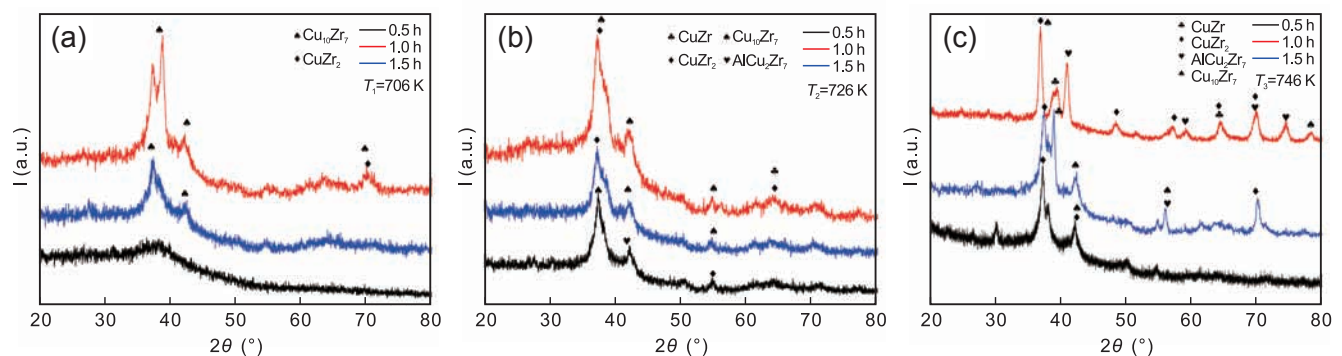 (a)
♠Cu₁₀Zr₇
♦CuZr₂
0.5 h
1.0 h
1.5 h
T₁=706 K
I (a.u.)
20 30 40 50 60 70 80
2θ (°)
(b)
♣CuZr ♠Cu₁₀Zr₇
♦CuZr₂ ♥AlCu₂Zr₇
0.5 h
1.0 h
1.5 h
T₂=726 K
I (a.u.)
20 30 40 50 60 70 80
2θ (°)
(c)
♣CuZr
♦CuZr₂
♥AlCu₂Zr₇
♠Cu₁₀Zr₇
0.5 h
1.0 h
1.5 h
T₃=746 K
I (a.u.)
20 30 40 50 60 70 80
2θ (°)